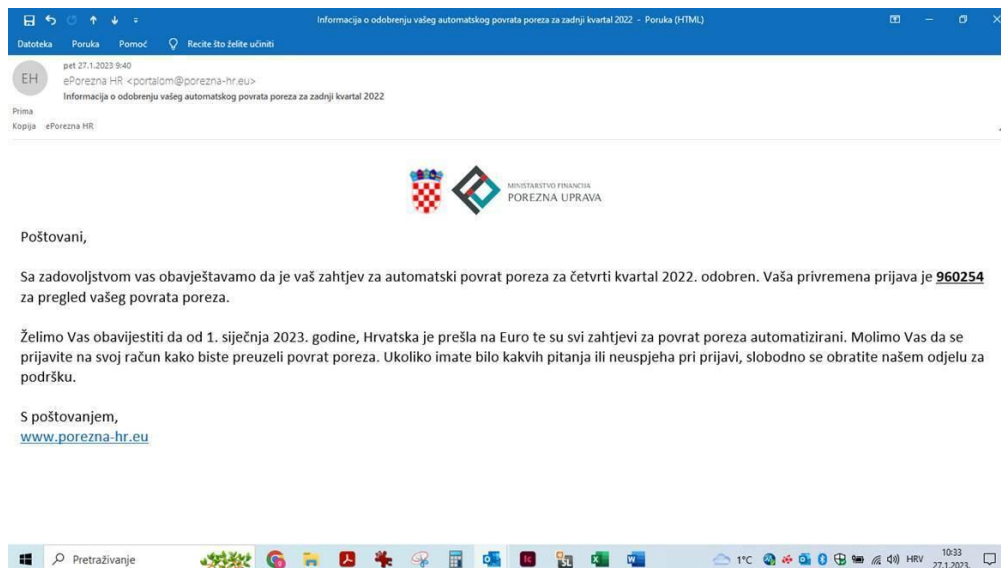 Informacija o odobrenju vašeg automatskog povrata poreza za zadnji kvartal 2022 - Poruka (HTML)
Datoteka Poruka Pomoć Recite što želite učiniti
pet 27.1.2023 9:40
EH
ePorezna HR <portalom@porezna-hr.eu>
Informacija o odobrenju vašeg automatskog povrata poreza za zadnji kvartal 2022
Prima
Kopija ePorezna HR
MINISTARSTVO FINANCIJA
POREZNA UPRAVA
Poštovani,
Sa zadovoljstvom vas obavještavamo da je vaš zahtjev za automatski povrat poreza za četvrti kvartal 2022. odobren. Vaša privremena prijava je 960254
za pregled vašeg povrata poreza.
Želimo Vas obavijestiti da od 1. siječnja 2023. godine, Hrvatska je prešla na Euro te su svi zahtjevi za povrat poreza automatizirani. Molimo Vas da se
prijavite na svoj račun kako biste preuzeli povrat poreza. Ukoliko imate bilo kakvih pitanja ili neuspjeha pri prijavi, slobodno se obratite našem odjelu za
podršku.
S poštovanjem,
www.porezna-hr.eu
Pretraživanje 1°C HRV 10:33
27.1.2023.